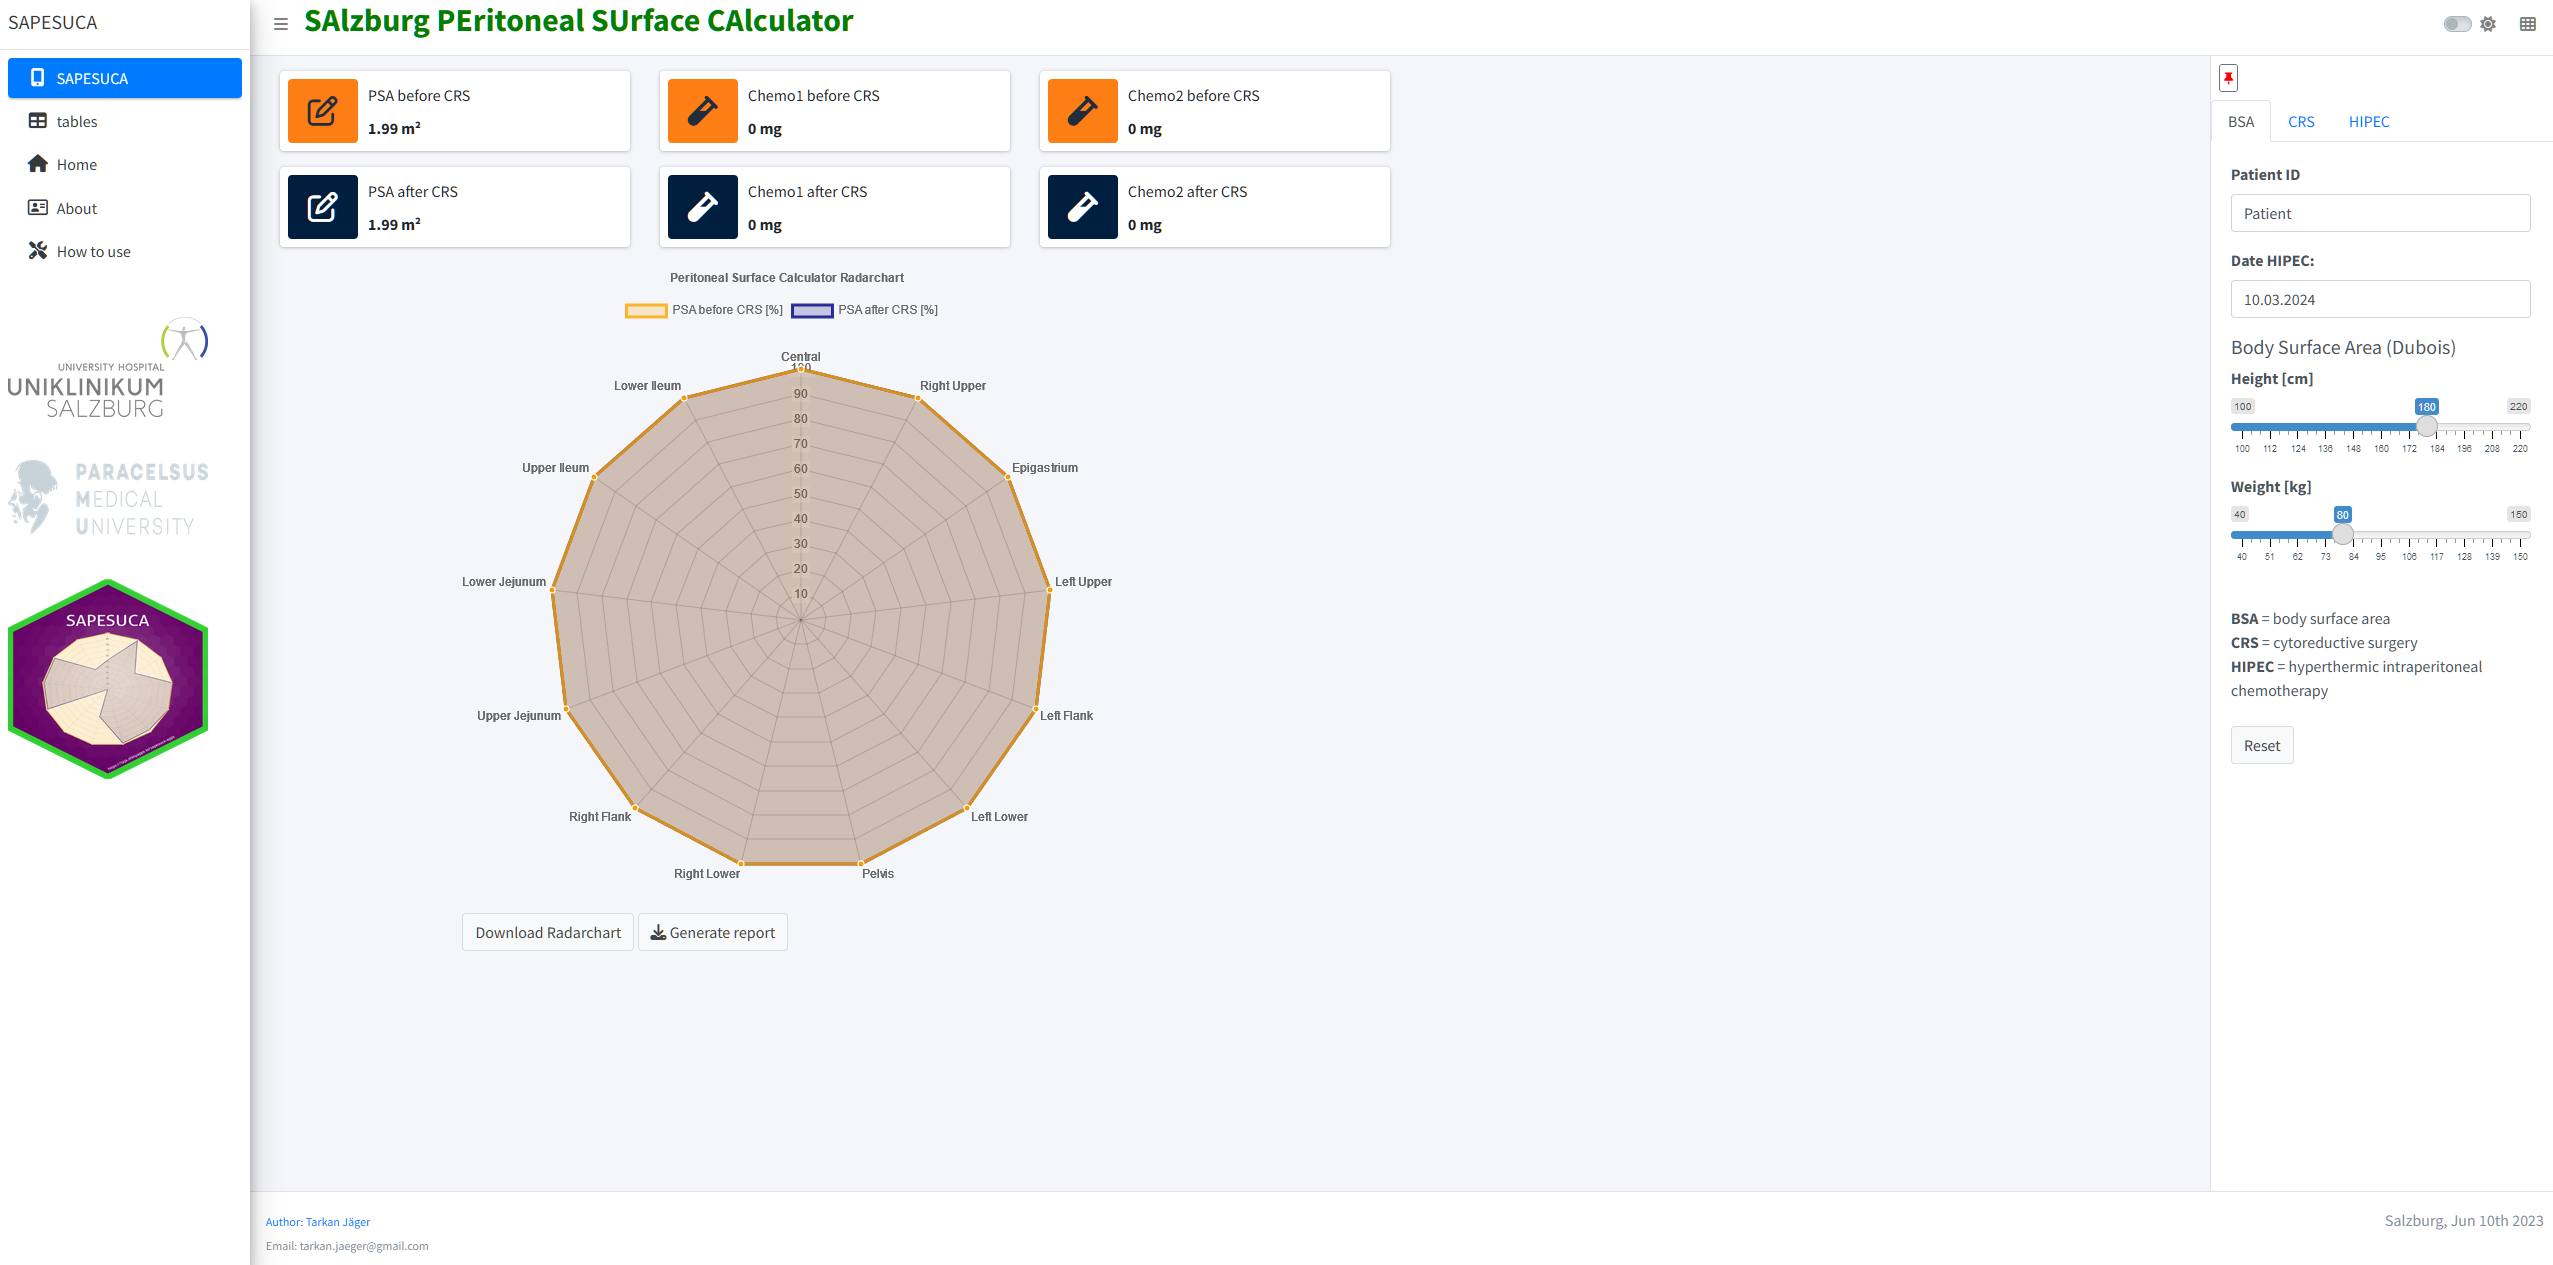 SAPESUCA
SAPESUCA
tables
Home
About
How to use
UNIVERSITY HOSPITAL
UNIKLINIKUM
SALZBURG
PARACELSUS
MEDICAL
UNIVERSITY
SAPESUCA
SAlzburg PEritoneal SUrface CAlculator
PSA before CRS
1.99 m²
Chemo1 before CRS
0 mg
Chemo2 before CRS
0 mg
PSA after CRS
1.99 m²
Chemo1 after CRS
0 mg
Chemo2 after CRS
0 mg
Peritoneal Surface Calculator Radarchart
PSA before CRS [%] PSA after CRS [%]
Central
100
Lower Ileum
Right Upper
90
80
70
Upper Ileum
60
Epigastrium
50
40
30
20
Lower Jejunum
Left Upper
10
Upper Jejunum
Left Flank
Right Flank
Left Lower
Right Lower
Pelvis
Download Radarchart
Generate report
BSA CRS HIPEC
Patient ID
Patient
Date HIPEC:
10.03.2024
Body Surface Area (Dubois)
Height [cm]
100 180 220
100 112 124 136 148 160 172 184 196 208 220
Weight [kg]
40 80 150
40 51 62 73 84 95 106 117 128 139 150
BSA = body surface area
CRS = cytoreductive surgery
HIPEC = hyperthermic intraperitoneal
chemotherapy
Reset
Author: Tarkan Jäger
Email: tarkan.jaeger@gmail.com
Salzburg, Jun 10th 2023